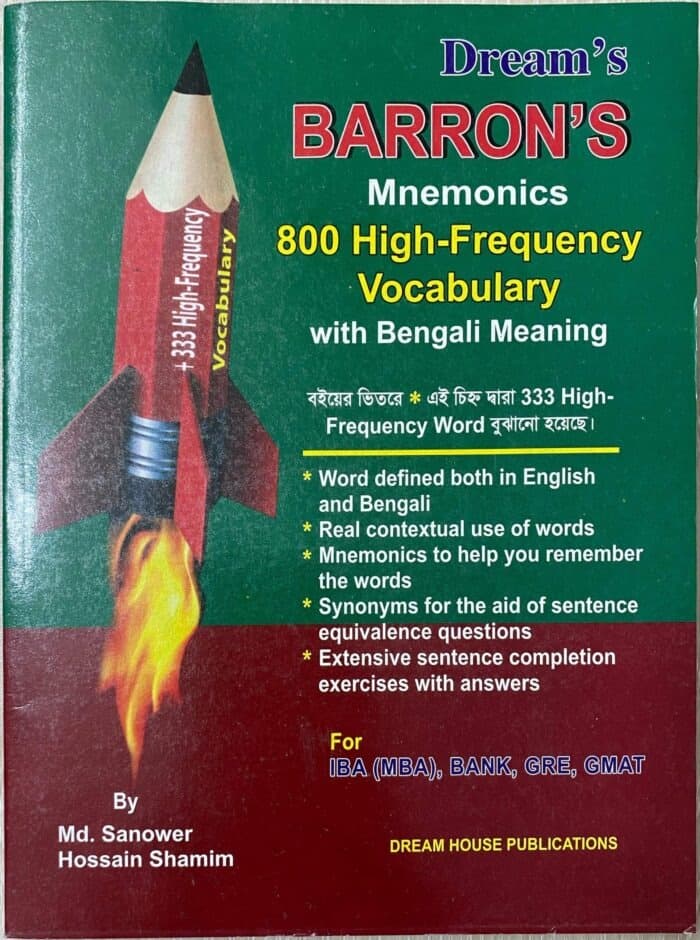 Dream's
BARRON'S
Mnemonics
800 High-Frequency
Vocabulary
with Bengali Meaning
+ 333 High-Frequency
Vocabulary
বইয়ের ভিতরে * এই চিহ্ন দ্বারা 333 High-
Frequency Word বুঝানো হয়েছে।
* Word defined both in English
and Bengali
* Real contextual use of words
* Mnemonics to help you remember
the words
* Synonyms for the aid of sentence
equivalence questions
* Extensive sentence completion
exercises with answers
For
IBA (MBA), BANK, GRE, GMAT
By
Md. Sanower
Hossain Shamim
DREAM HOUSE PUBLICATIONS